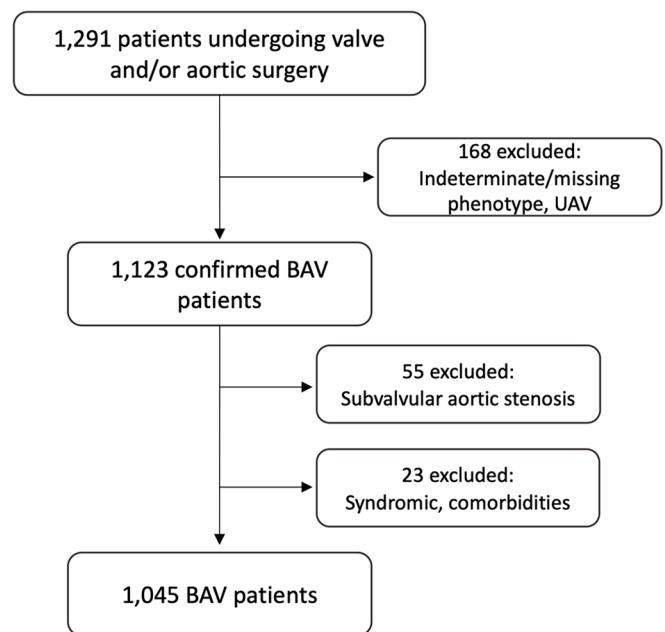 1,291 patients undergoing valve
and/or aortic surgery
168 excluded:
Indeterminate/missing
phenotype, UAV
1,123 confirmed BAV
patients
55 excluded:
Subvalvular aortic stenosis
23 excluded:
Syndromic, comorbidities
1,045 BAV patients